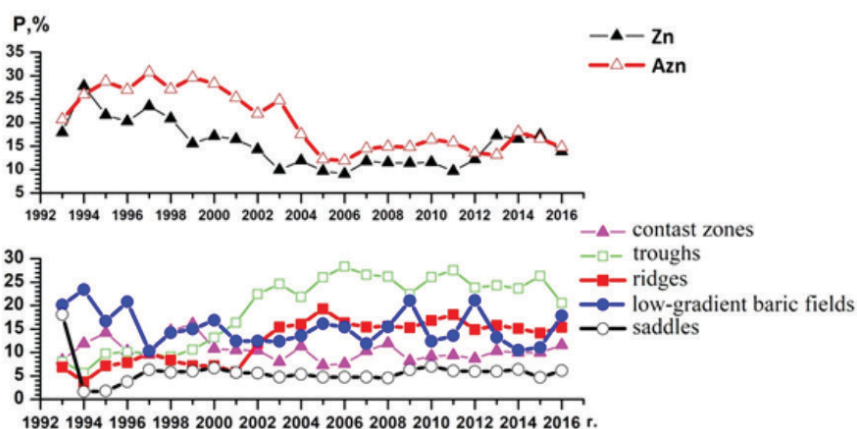 P,%
35
30
25
20
15
10
5
1992 1994 1996 1998 2000 2002 2004 2006 2008 2010 2012 2014 2016
Zn
Azn
30
25
20
15
10
5
0
1992 1994 1996 1998 2000 2002 2004 2006 2008 2010 2012 2014 2016 r.
contast zones
troughs
ridges
low-gradient baric fields
saddles